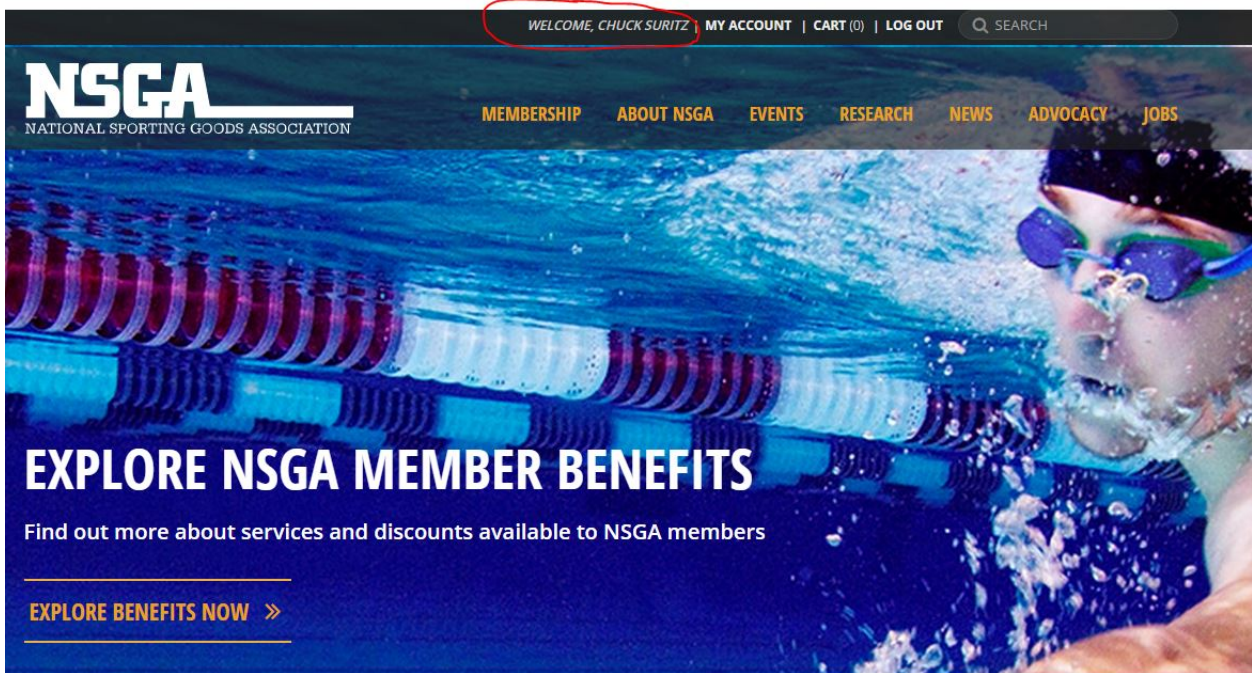 WELCOME, CHUCK SURITZ | MY ACCOUNT | CART (0) | LOG OUT SEARCH
NSGA
NATIONAL SPORTING GOODS ASSOCIATION
MEMBERSHIP ABOUT NSGA EVENTS RESEARCH NEWS ADVOCACY JOBS
EXPLORE NSGA MEMBER BENEFITS
Find out more about services and discounts available to NSGA members
EXPLORE BENEFITS NOW »